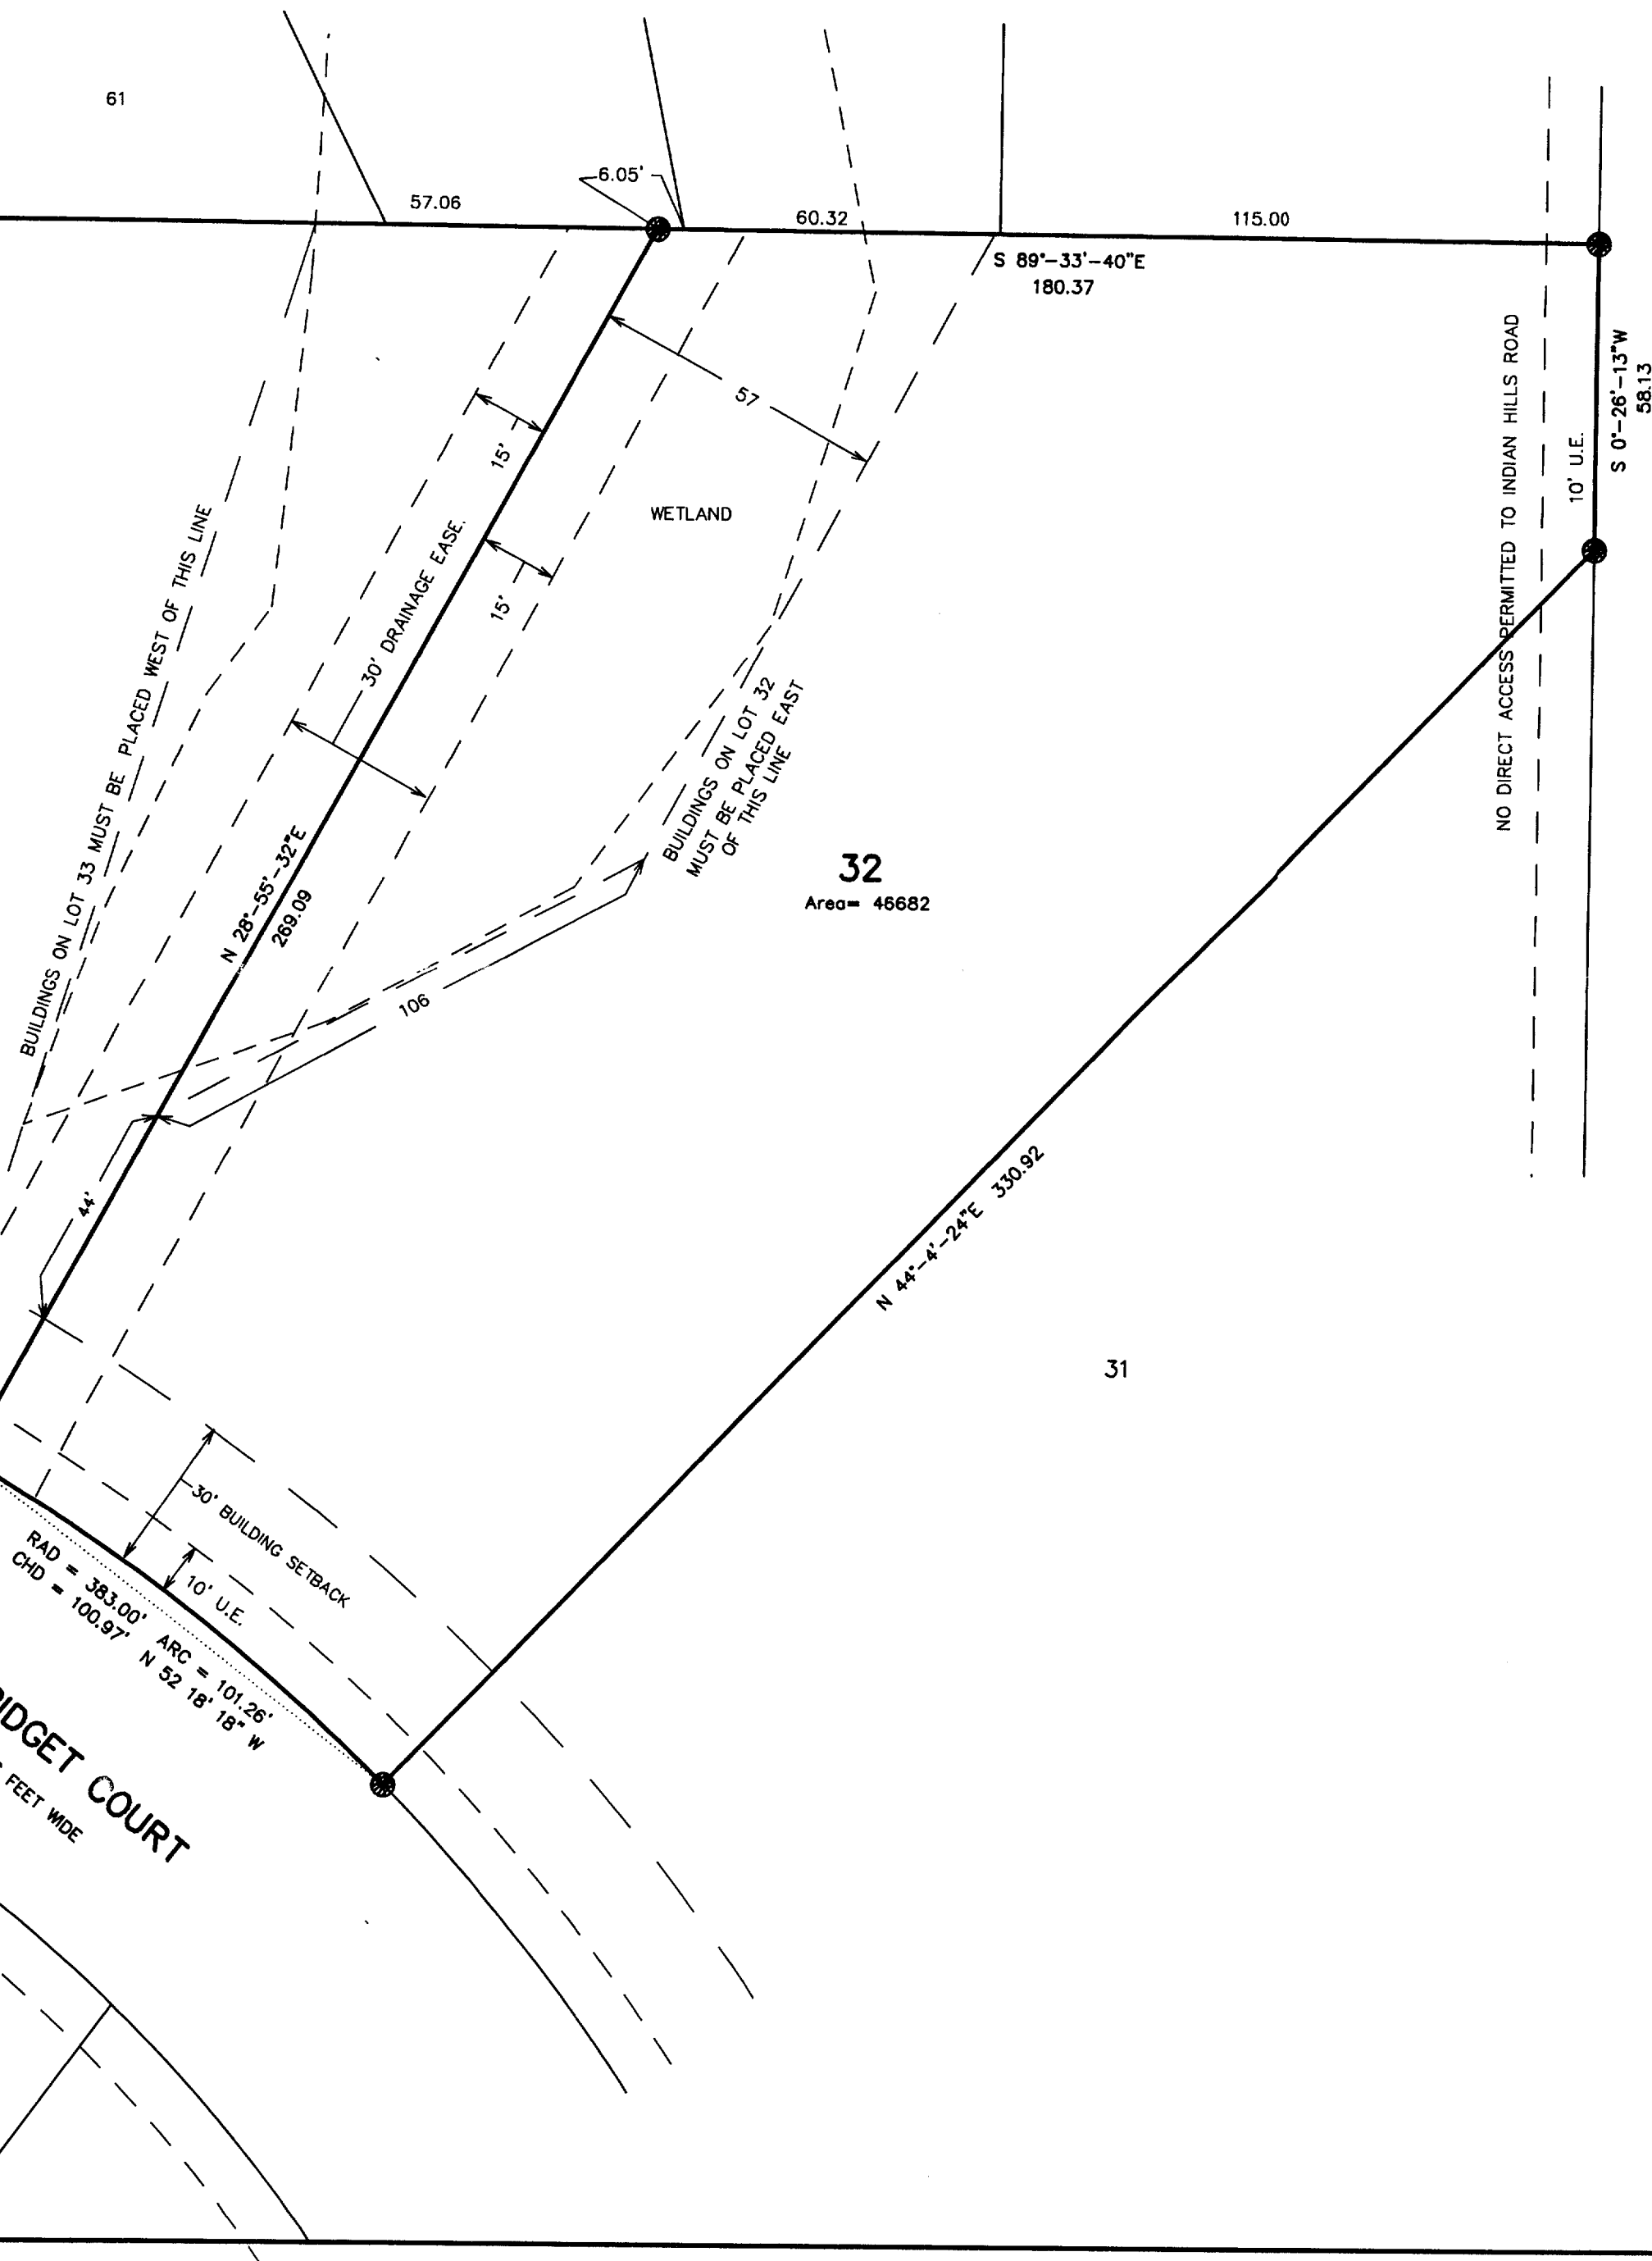 61
6.05'
57.06
60.32
115.00
S 89°-33'-40"E
180.37
S 0°-26'-13"W
58.13
10' U.E.
NO DIRECT ACCESS PERMITTED TO INDIAN HILLS ROAD
57
15'
15'
WETLAND
30' DRAINAGE EASE.
BUILDINGS ON LOT 33 MUST BE PLACED WEST OF THIS LINE
BUILDINGS ON LOT 32
MUST BE PLACED EAST
OF THIS LINE
N 28°-55'-32"E
269.09
32
Area= 46682
106
44'
N 44°-4'-24"E 330.92
31
30' BUILDING SETBACK
10' U.E.
RAD = 383.00' ARC = 101.26'
CHD = 100.97' N 52 18' 18" W
IDGET COURT
FEET WIDE